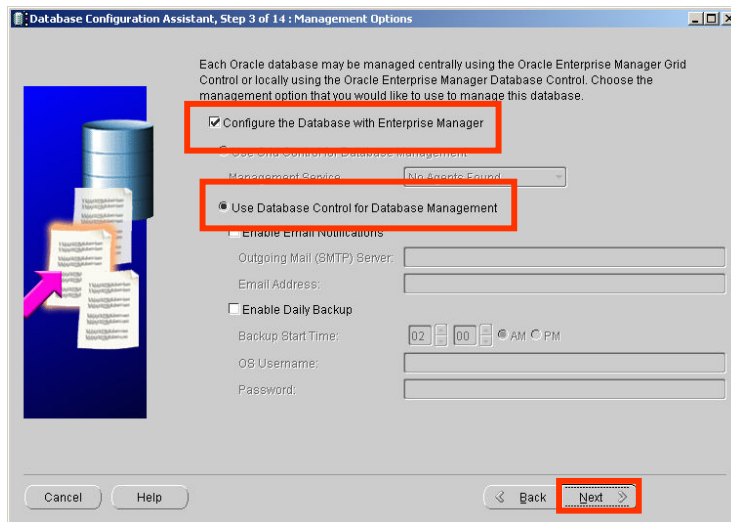 Database Configuration Assistant, Step 3 of 14 : Management Options
Each Oracle database may be managed centrally using the Oracle Enterprise Manager Grid
Control or locally using the Oracle Enterprise Manager Database Control. Choose the
management option that you would like to use to manage this database.
Configure the Database with Enterprise Manager
Use Grid Control for Database Management
Management Service No Agents Found
Use Database Control for Database Management
Enable Email Notifications
Outgoing Mail (SMTP) Server:
Email Address:
Enable Daily Backup
Backup Start Time: 02 00 AM PM
OS Username:
Password:
Cancel Help Back Next